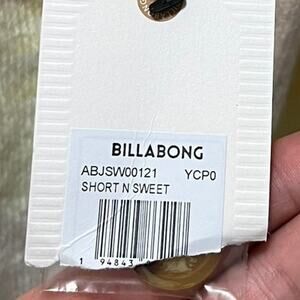 BILLABONG
ABJSW00121 YCP0
SHORT N SWEET
1 94843